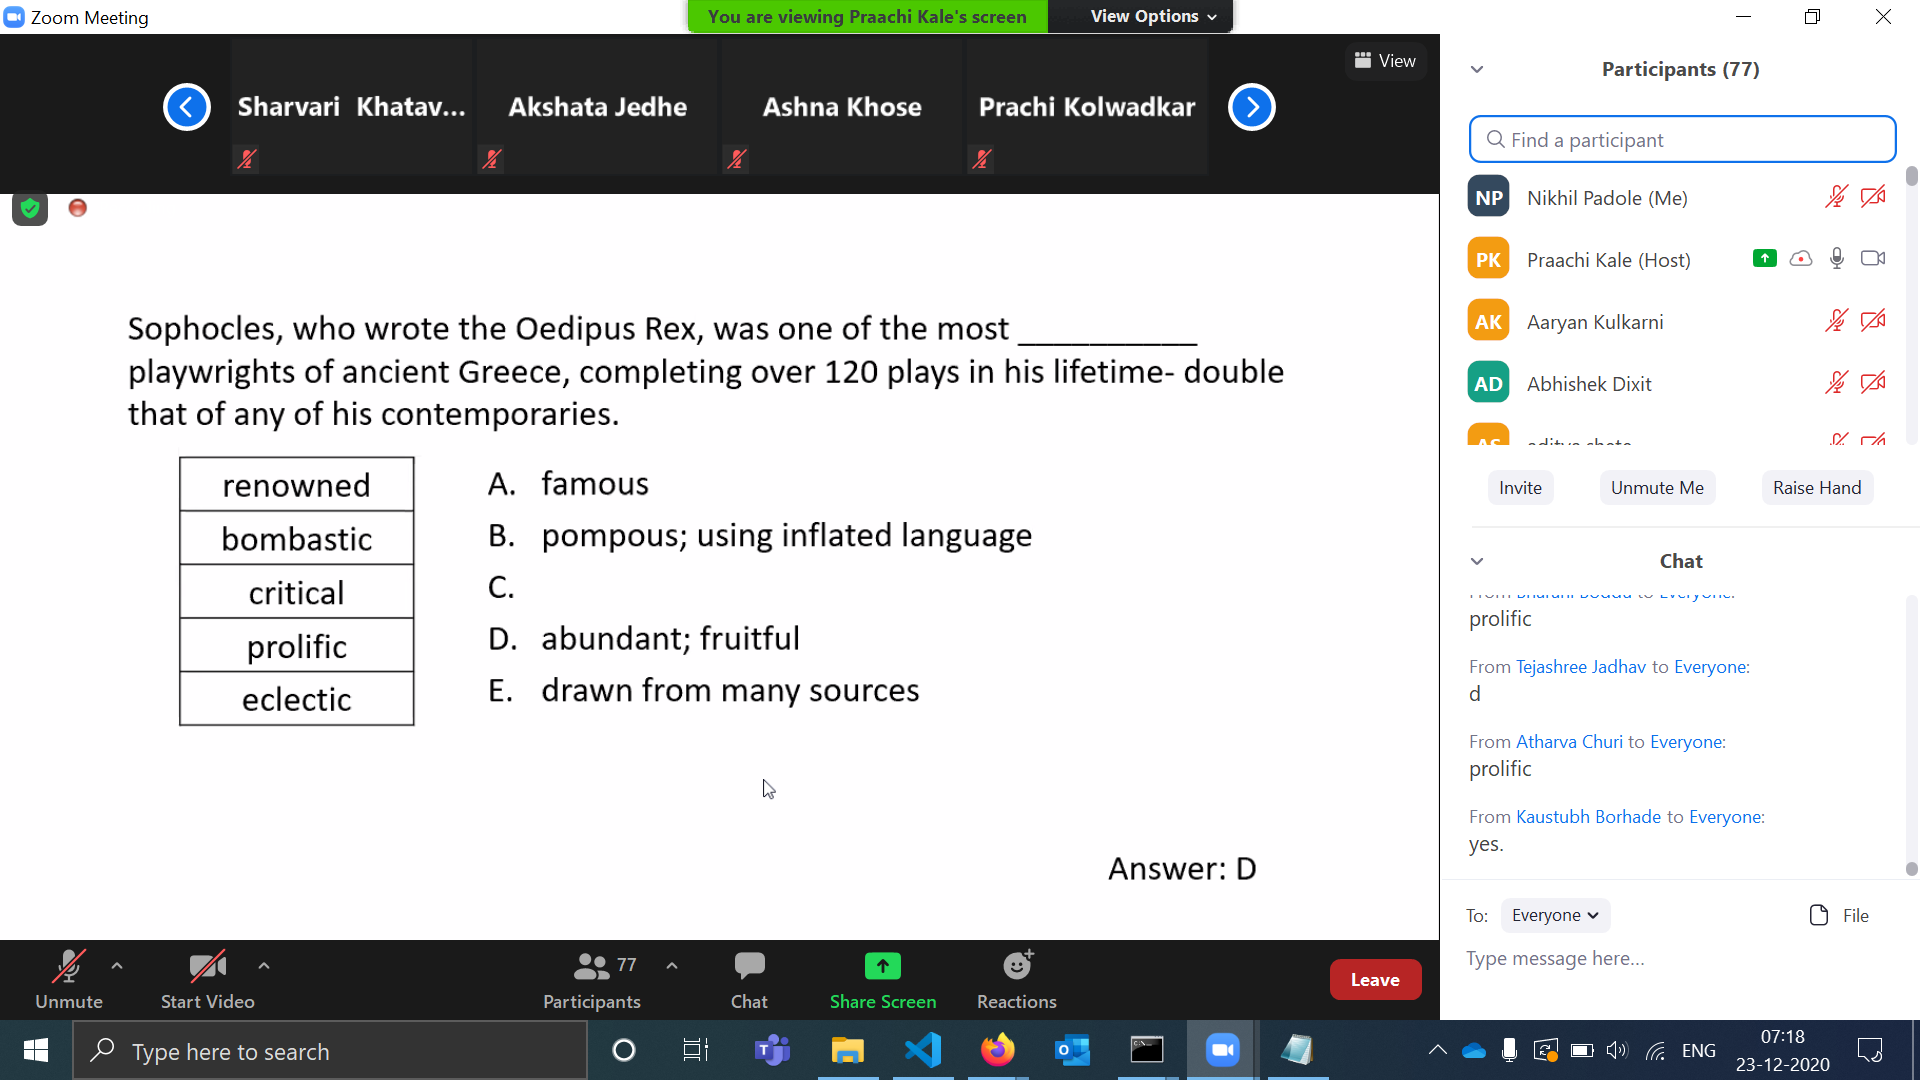 Zoom Meeting
You are viewing Praachi Kale's screen
View Options
Sharvari Khatav...
Akshata Jedhe
Ashna Khose
Prachi Kolwadkar
View
Sophocles, who wrote the Oedipus Rex, was one of the most __________
playwrights of ancient Greece, completing over 120 plays in his lifetime- double
that of any of his contemporaries.
renowned
bombastic
critical
prolific
eclectic
A. famous
B. pompous; using inflated language
C.
D. abundant; fruitful
E. drawn from many sources
Answer: D
Participants (77)
Find a participant
NP Nikhil Padole (Me)
PK Praachi Kale (Host)
AK Aaryan Kulkarni
AD Abhishek Dixit
Invite
Unmute Me
Raise Hand
Chat
prolific
From Tejashree Jadhav to Everyone:
d
From Atharva Churi to Everyone:
prolific
From Kaustubh Borhade to Everyone:
yes.
To: Everyone
File
Type message here...
Unmute
Start Video
77
Participants
Chat
Share Screen
Reactions
Leave
Type here to search
ENG
07:18
23-12-2020